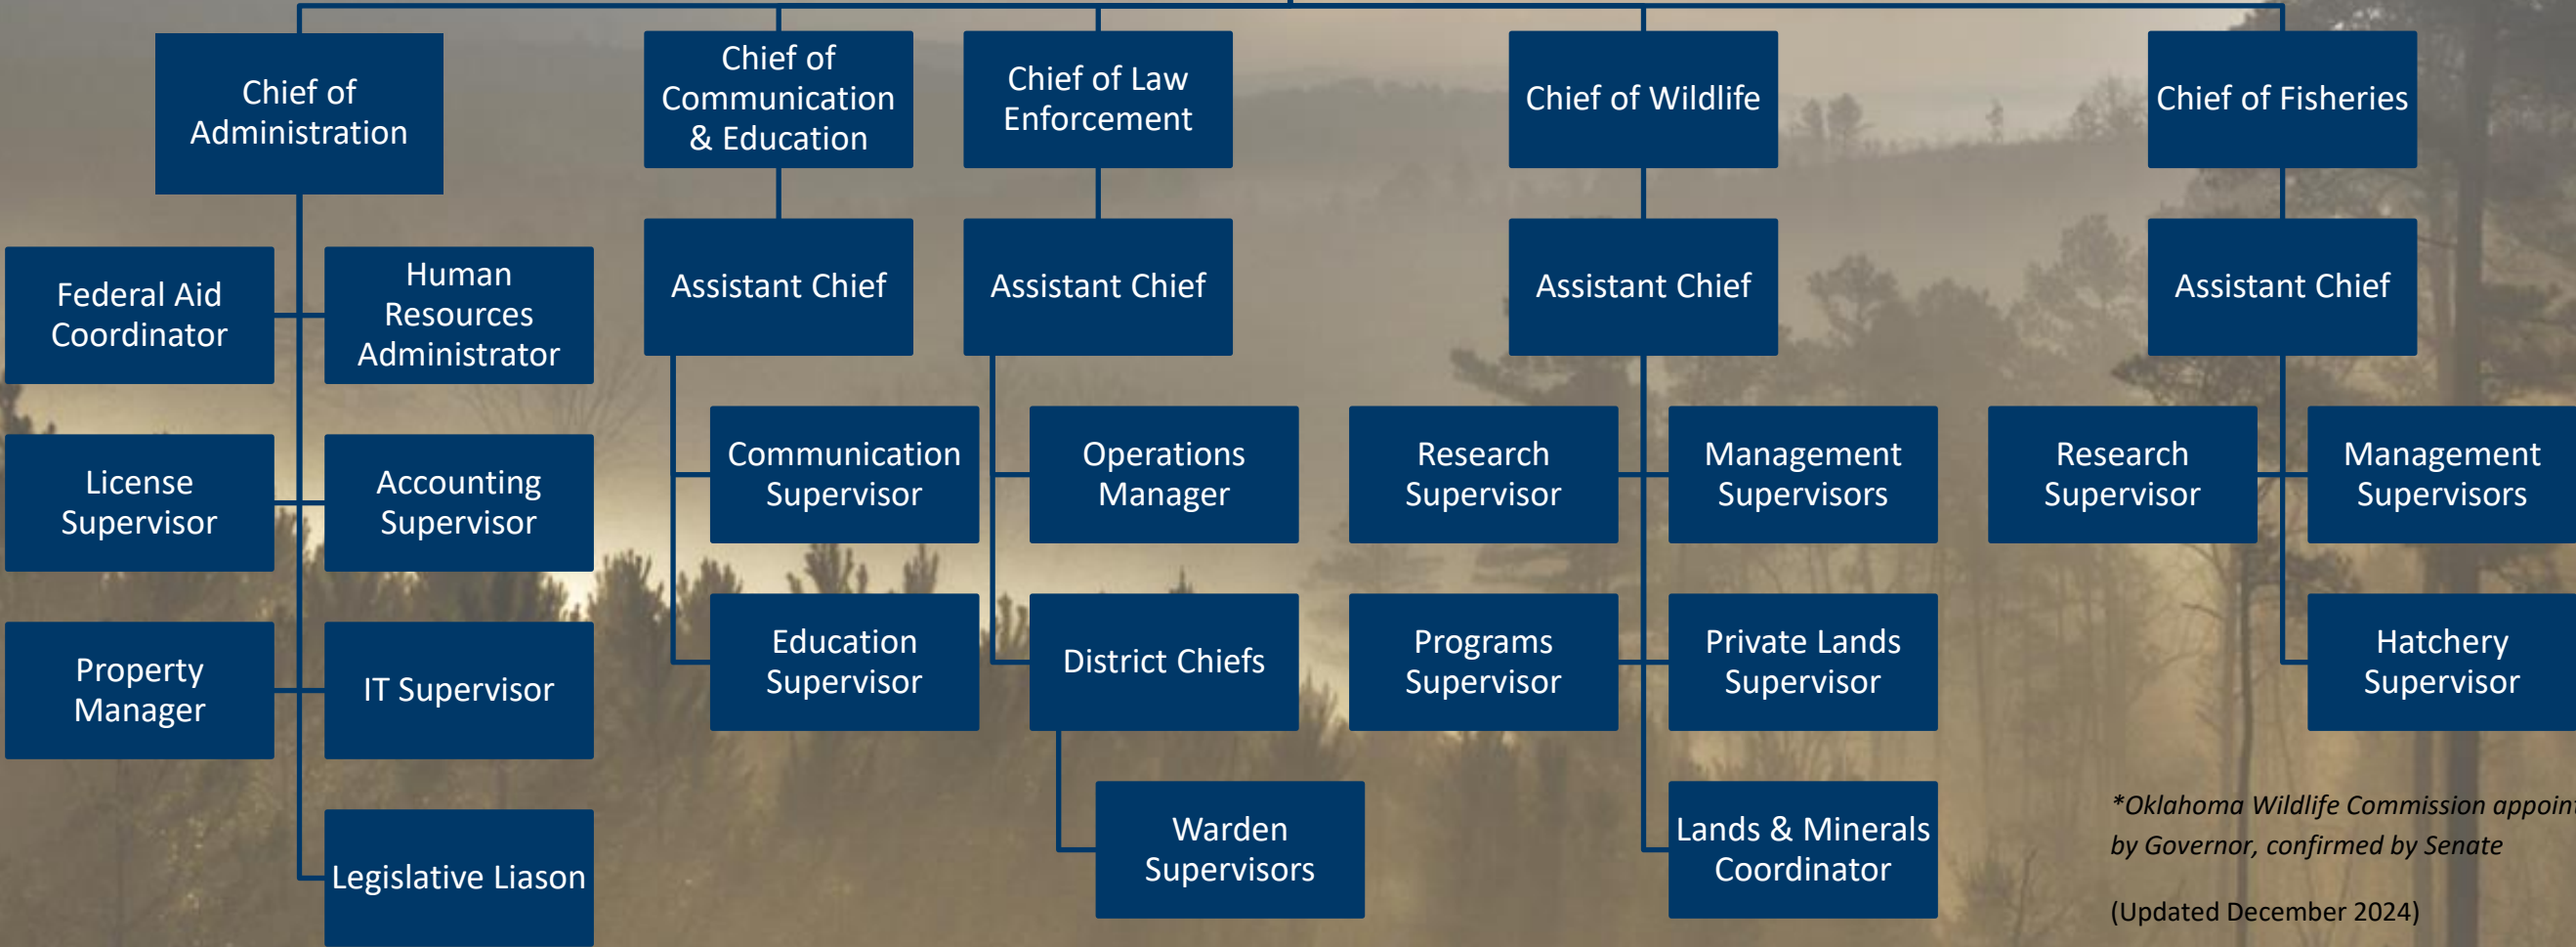 Chief of
Administration
Chief of
Communication
& Education
Chief of Law
Enforcement
Chief of Wildlife
Chief of Fisheries
Federal Aid
Coordinator
Human
Resources
Administrator
License
Supervisor
Accounting
Supervisor
Property
Manager
IT Supervisor
Legislative Liason
Assistant Chief
Communication
Supervisor
Education
Supervisor
Assistant Chief
Operations
Manager
District Chiefs
Warden
Supervisors
Assistant Chief
Research
Supervisor
Management
Supervisors
Programs
Supervisor
Private Lands
Supervisor
Lands & Minerals
Coordinator
Assistant Chief
Research
Supervisor
Management
Supervisors
Hatchery
Supervisor
*Oklahoma Wildlife Commission appoint
by Governor, confirmed by Senate
(Updated December 2024)